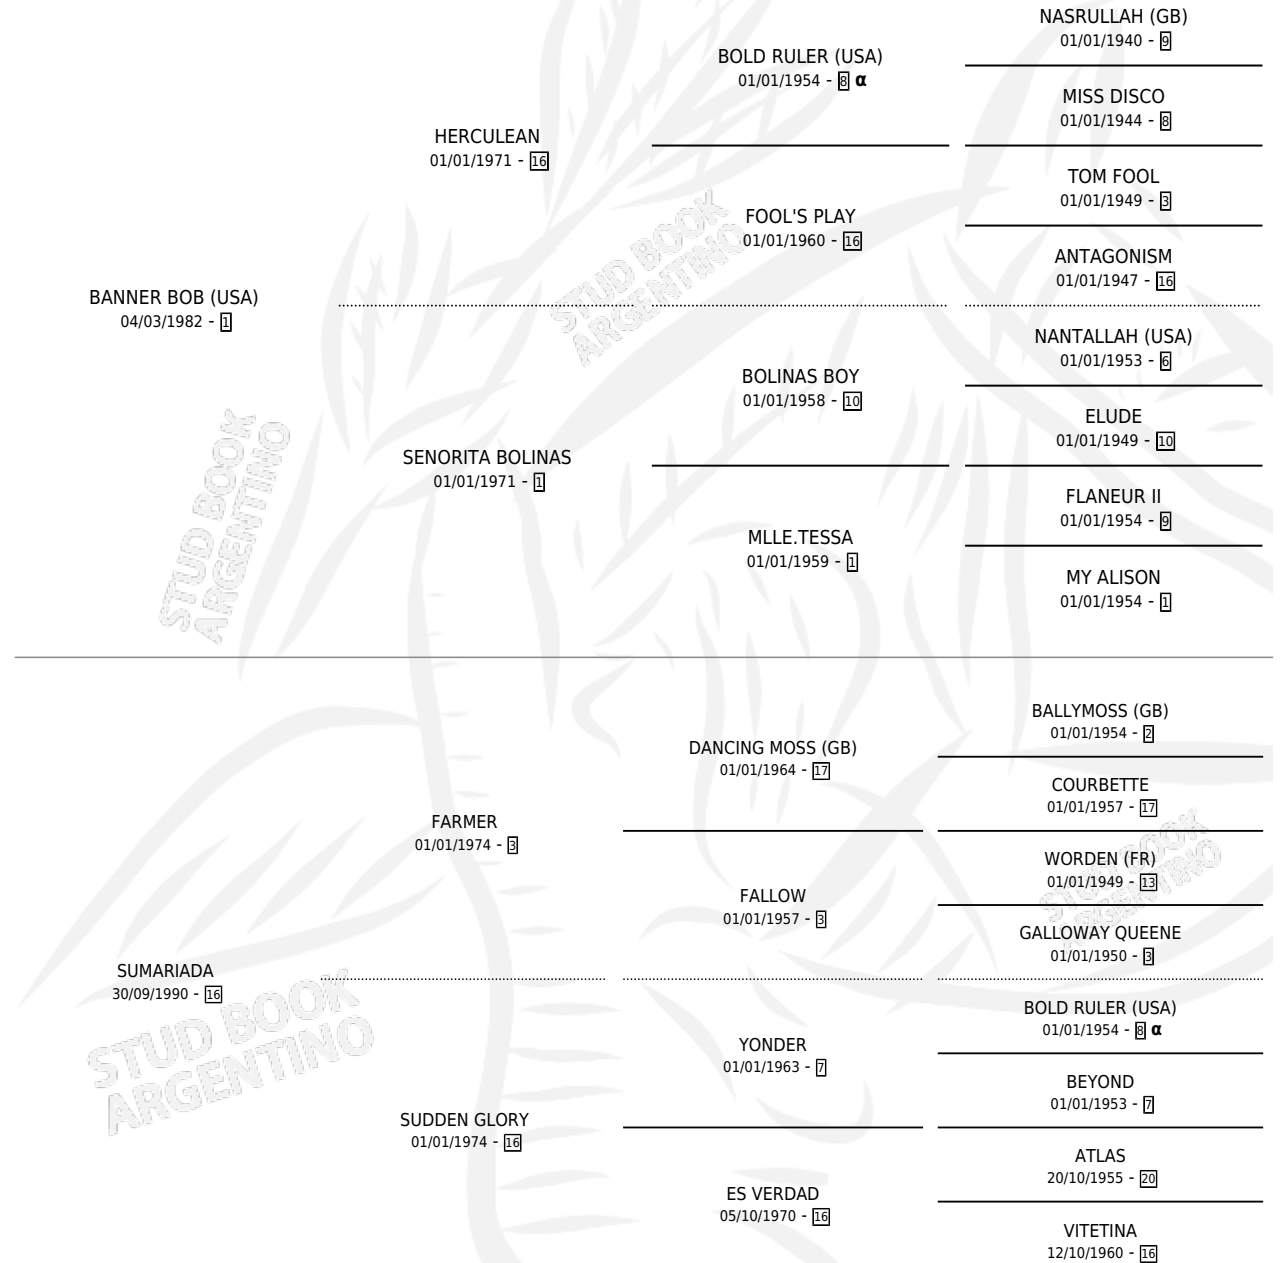 NASRULLAH (GB)
01/01/1940 - 9
BOLD RULER (USA)
01/01/1954 - 8 α
MISS DISCO
01/01/1944 - 8
HERCULEAN
01/01/1971 - 16
TOM FOOL
01/01/1949 - 3
FOOL'S PLAY
01/01/1960 - 16
ANTAGONISM
01/01/1947 - 16
STUD BOOK
ARGENTINO
BANNER BOB (USA)
04/03/1982 - 1
NANTALLAH (USA)
01/01/1953 - 6
BOLINAS BOY
01/01/1958 - 10
ELUDE
01/01/1949 - 10
SENORITA BOLINAS
01/01/1971 - 1
FLANEUR II
01/01/1954 - 9
MLLE.TESSA
01/01/1959 - 1
MY ALISON
01/01/1954 - 1
STUD BOOK
ARGENTINO
BALLYMOSS (GB)
01/01/1954 - 2
DANCING MOSS (GB)
01/01/1964 - 17
COURBETTE
01/01/1957 - 17
FARMER
01/01/1974 - 3
WORDEN (FR)
01/01/1949 - 13
FALLOW
01/01/1957 - 3
GALLOWAY QUEENE
01/01/1950 - 3
STUD BOOK
ARGENTINO
SUMARIADA
30/09/1990 - 16
BOLD RULER (USA)
01/01/1954 - 8 α
YONDER
01/01/1963 - 7
BEYOND
01/01/1953 - 7
STUD BOOK
ARGENTINO
SUDDEN GLORY
01/01/1974 - 16
ATLAS
20/10/1955 - 20
ES VERDAD
05/10/1970 - 16
VITETINA
12/10/1960 - 16